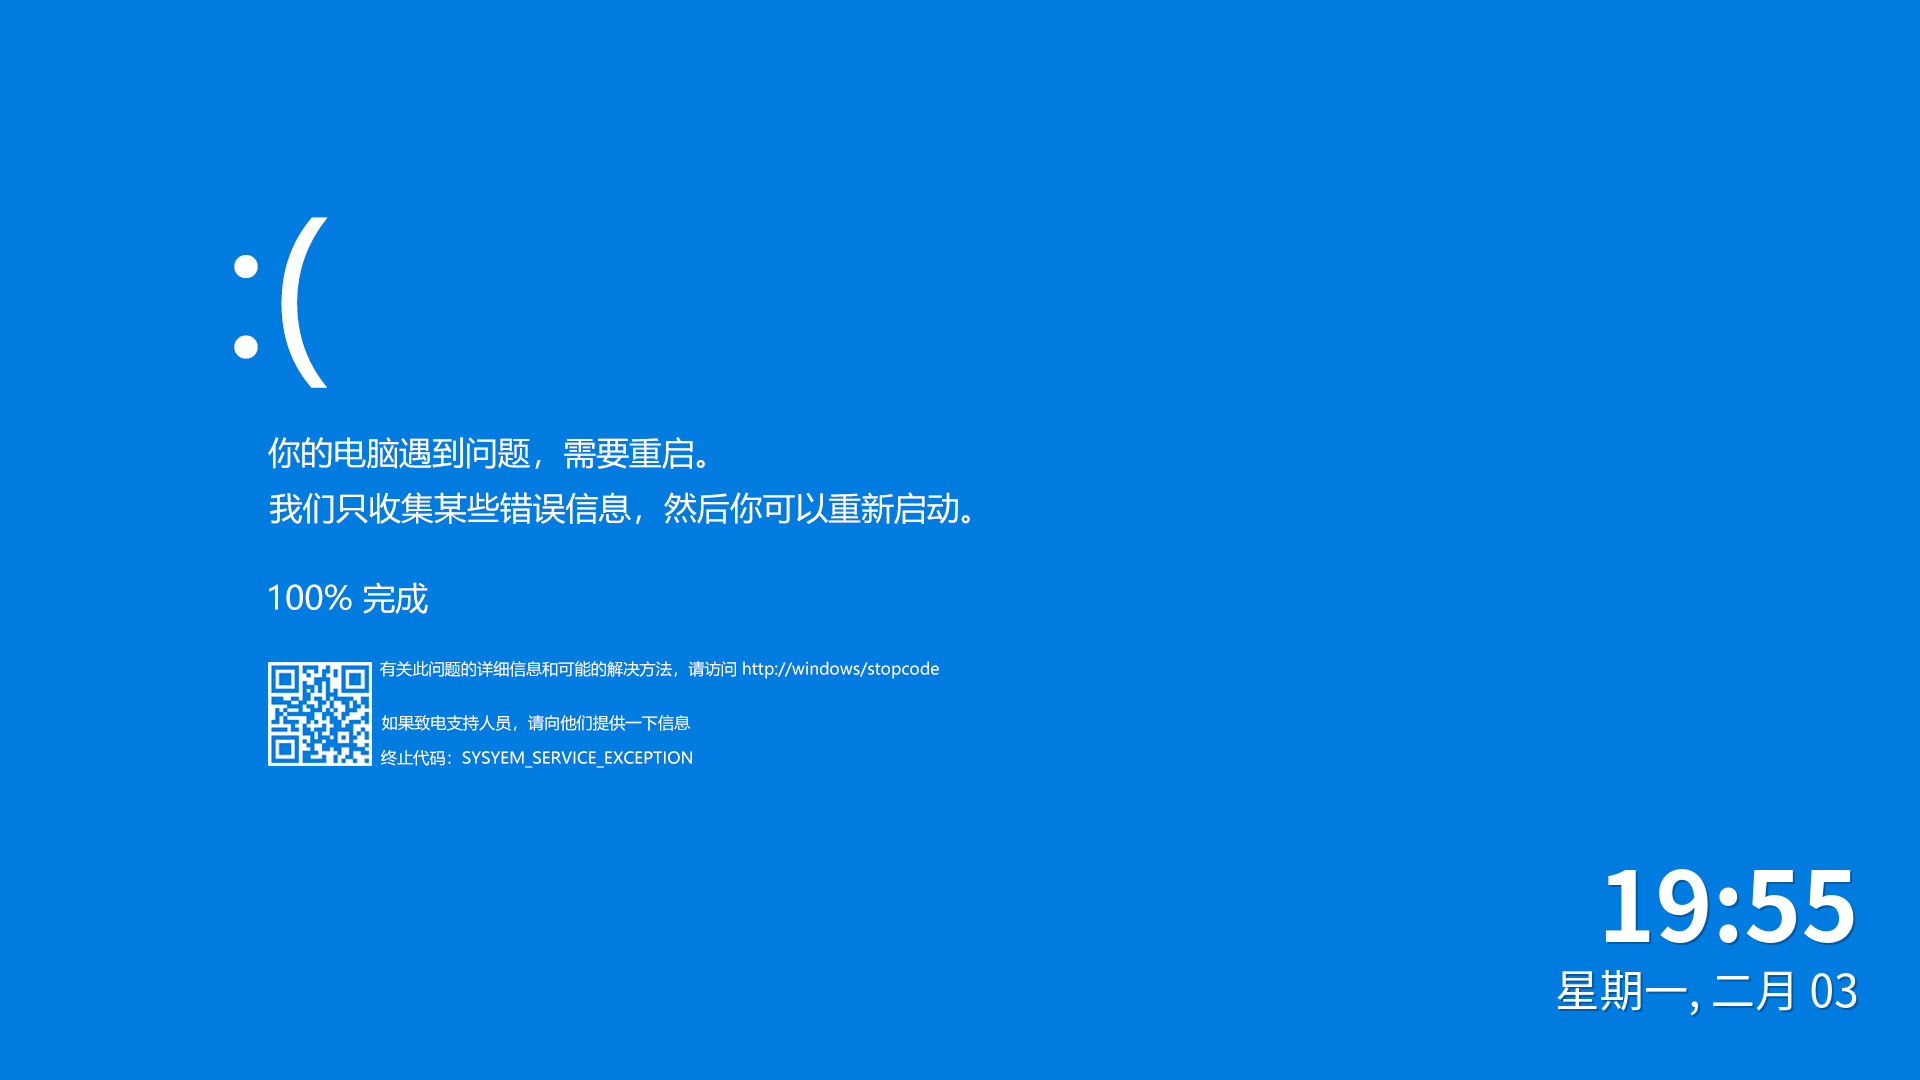 :(
你的电脑遇到问题，需要重启。
我们只收集某些错误信息，然后你可以重新启动。
100% 完成
有关此问题的详细信息和可能的解决方法，请访问 http://windows/stopcode
如果致电支持人员，请向他们提供一下信息
终止代码：SYSYEM_SERVICE_EXCEPTION
19:55
星期一, 二月 03